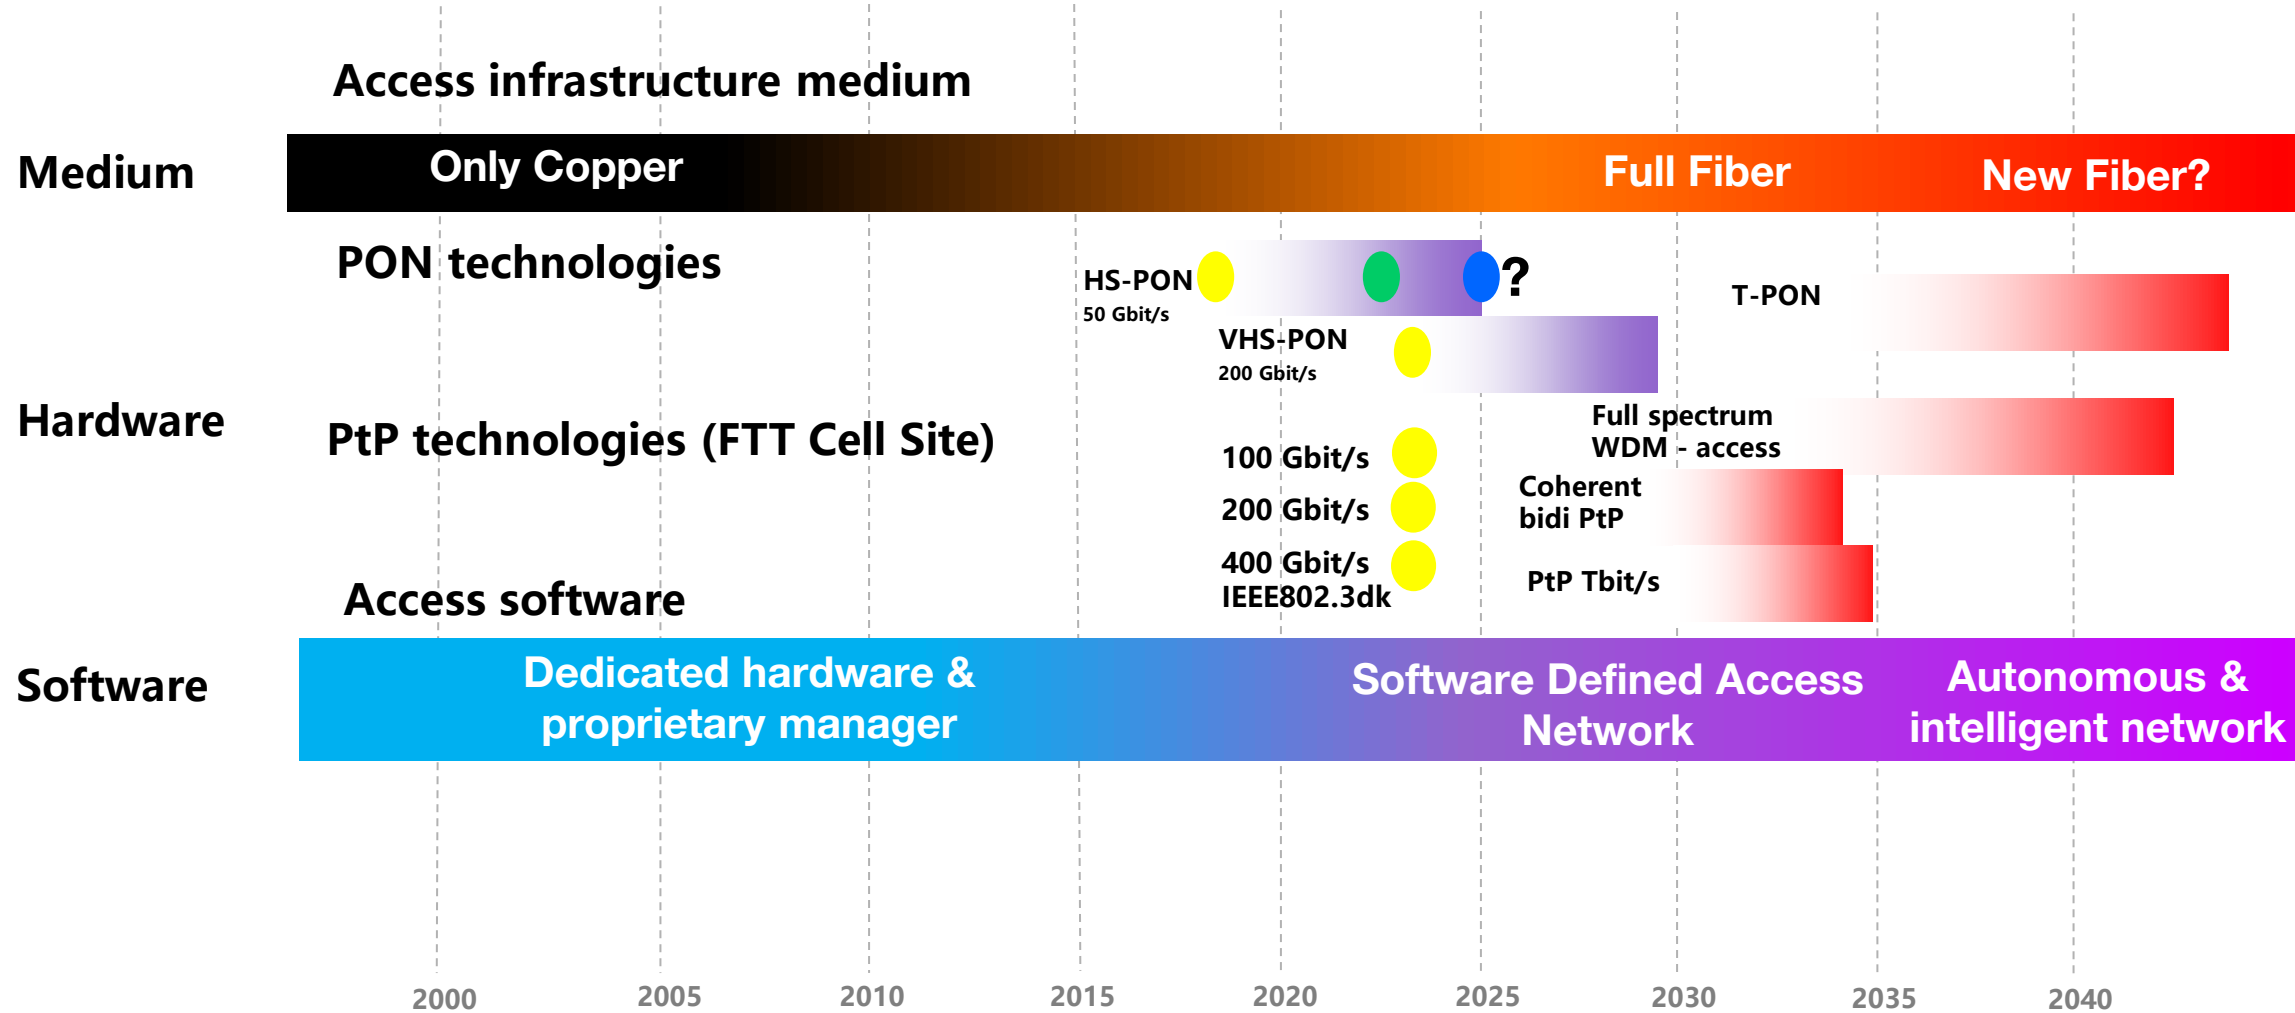 Access infrastructure medium
Medium
Only Copper
Full Fiber
New Fiber?
PON technologies
HS-PON
50 Gbit/s
?
T-PON
VHS-PON
200 Gbit/s
Hardware
PtP technologies (FTT Cell Site)
Full spectrum
WDM - access
100 Gbit/s
Coherent
bidi PtP
200 Gbit/s
400 Gbit/s
IEEE802.3dk
PtP Tbit/s
Access software
Software
Dedicated hardware &
proprietary manager
Software Defined Access
Network
Autonomous &
intelligent network
2000
2005
2010
2015
2020
2025
2030
2035
2040